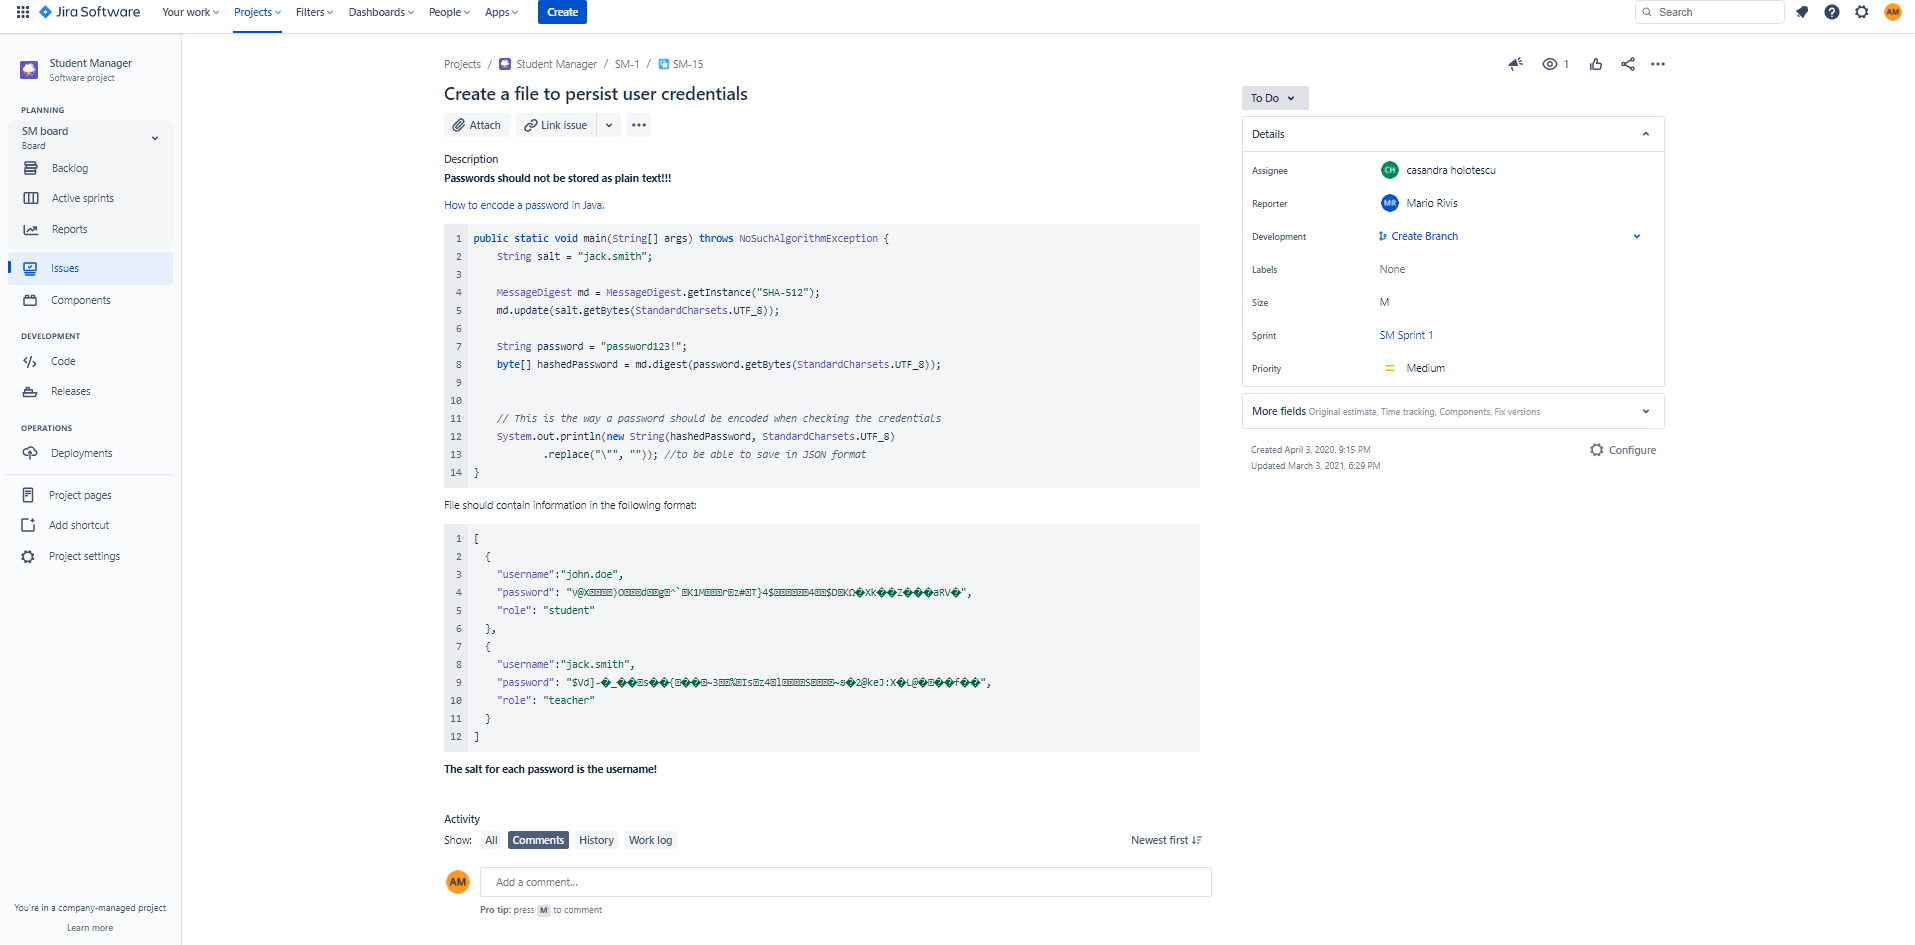 Jira Software
Your work
Projects
Filters
Dashboards
People
Apps
Create
Search
AM
Student Manager
Software project
PLANNING
SM board
Board
Backlog
Active sprints
Reports
Issues
Components
DEVELOPMENT
Code
Releases
OPERATIONS
Deployments
Project pages
Add shortcut
Project settings
You're in a company-managed project
Learn more
Projects / Student Manager / SM-1 / SM-15
1
Create a file to persist user credentials
Attach
Link issue
Description
Passwords should not be stored as plain text!!!
How to encode a password in Java.
1 public static void main(String[] args) throws NoSuchAlgorithmException {
2 String salt = "jack.smith";
3
4 MessageDigest md = MessageDigest.getInstance("SHA-512");
5 md.update(salt.getBytes(StandardCharsets.UTF_8));
6
7 String password = "password123!";
8 byte[] hashedPassword = md.digest(password.getBytes(StandardCharsets.UTF_8));
9
10
11 // This is the way a password should be encoded when checking the credentials
12 System.out.println(new String(hashedPassword, StandardCharsets.UTF_8)
13 .replace("\"", "")); //to be able to save in JSON format
14 }
File should contain information in the following format:
1 [
2 {
3 "username":"john.doe",
4 "password":
5 "role": "student"
6 },
7 {
8 "username":"jack.smith",
9 "password":
10 "role": "teacher"
11 }
12 ]
The salt for each password is the username!
Activity
Show: All Comments History Work log
Newest first
AM
Add a comment...
Pro tip: press M to comment
To Do
Details
Assignee CH casandra holotescu
Reporter MR Mario Rivis
Development Create Branch
Labels None
Size M
Sprint SM Sprint 1
Priority Medium
More fields Original estimate, Time tracking, Components, Fix versions
Created April 3, 2020, 9:15 PM
Updated March 3, 2021, 6:29 PM
Configure